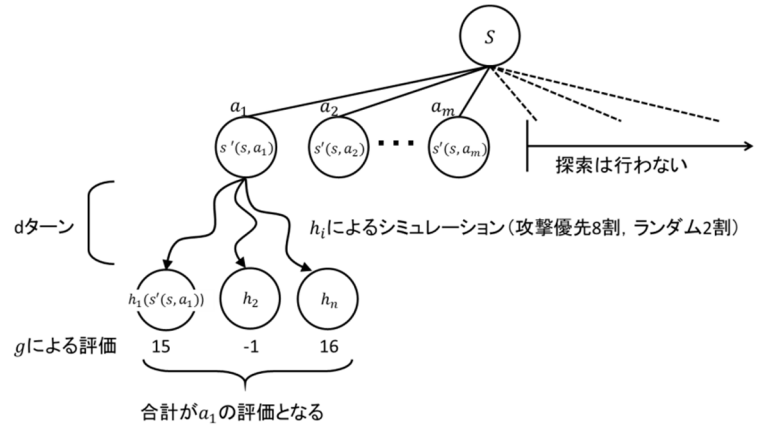 S
a₁ a₂ aₘ
s'(s,a₁) s'(s,a₂) ・・・ s'(s,aₘ)
探索は行わない
dターン
hᵢによるシミュレーション(攻撃優先8割，ランダム2割)
h₁(s'(s,a₁)) h₂ hₙ
gによる評価 15 -1 16
合計がa₁の評価となる